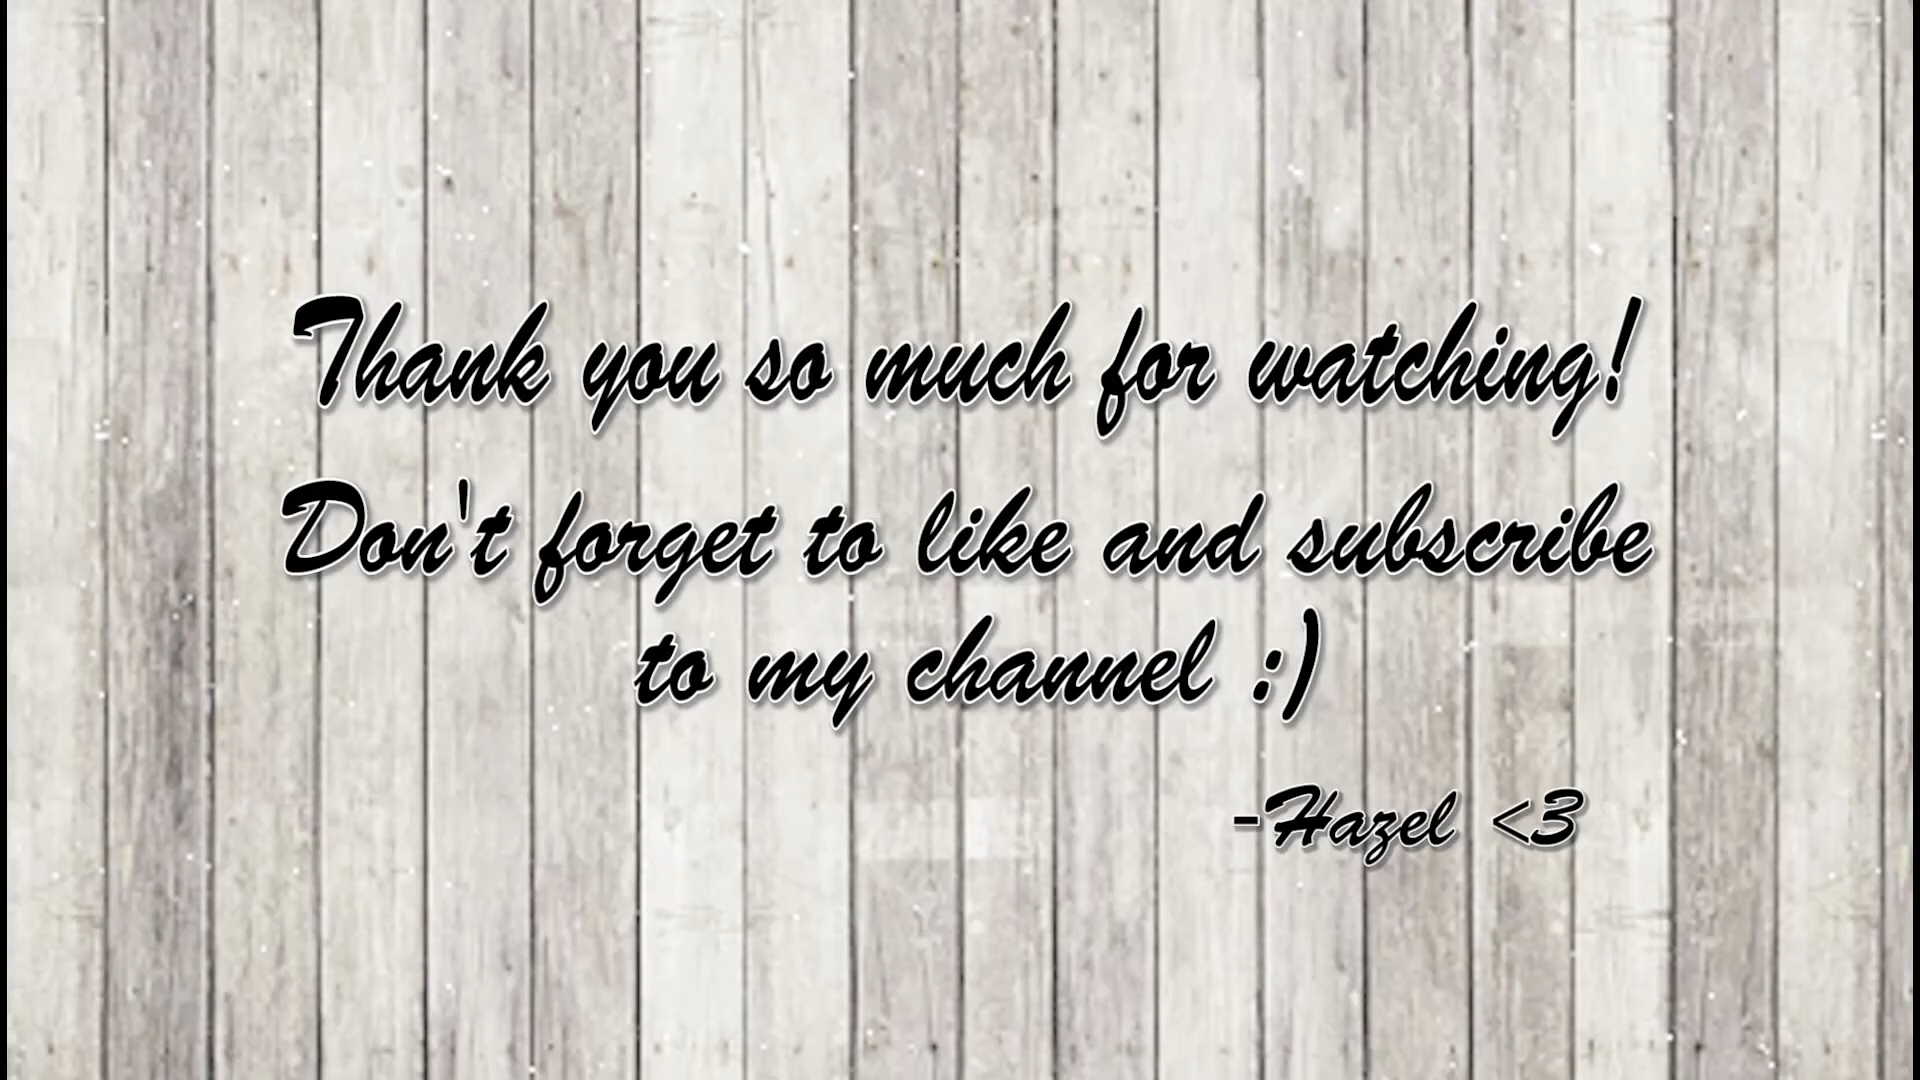 Thank you so much for watching!
Don't forget to like and subscribe
to my channel :)
-Hazel <3